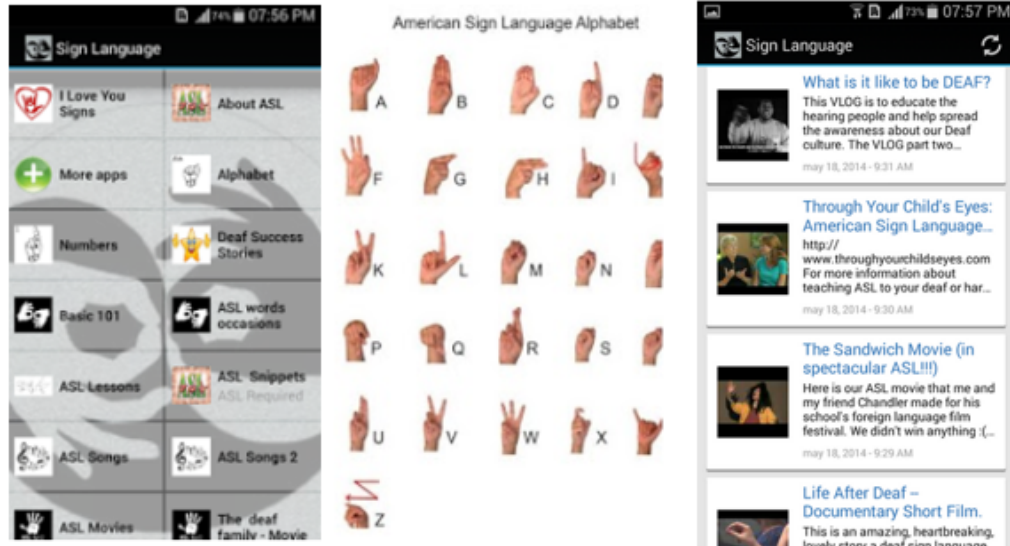 74% 07:56 PM
Sign Language
I Love You
Signs
About ASL
More apps
Alphabet
Numbers
Deaf Success
Stories
Basic 101
ASL words
occasions
ASL Lessons
ASL Snippets
ASL Required
ASL Songs
ASL Songs 2
ASL Movies
The deaf
family - Movie
American Sign Language Alphabet
A B C D
F G H I
K L M N
P Q R S
U V W X
Z
73% 07:57 PM
Sign Language
What is it like to be DEAF?
This VLOG is to educate the
hearing people and help spread
the awareness about our Deaf
culture. The VLOG part two...
may 18, 2014 - 9:31 AM
Through Your Child's Eyes:
American Sign Language...
http://
www.throughyourchildseyes.com
For more information about
teaching ASL to your deaf or har...
may 18, 2014 - 9:30 AM
The Sandwich Movie (in
spectacular ASL!!!)
Here is our ASL movie that me and
my friend Chandler made for his
school's foreign language film
festival. We didn't win anything :(...
may 18, 2014 - 9:29 AM
Life After Deaf –
Documentary Short Film.
This is an amazing, heartbreaking,
lovely story a deaf sign language